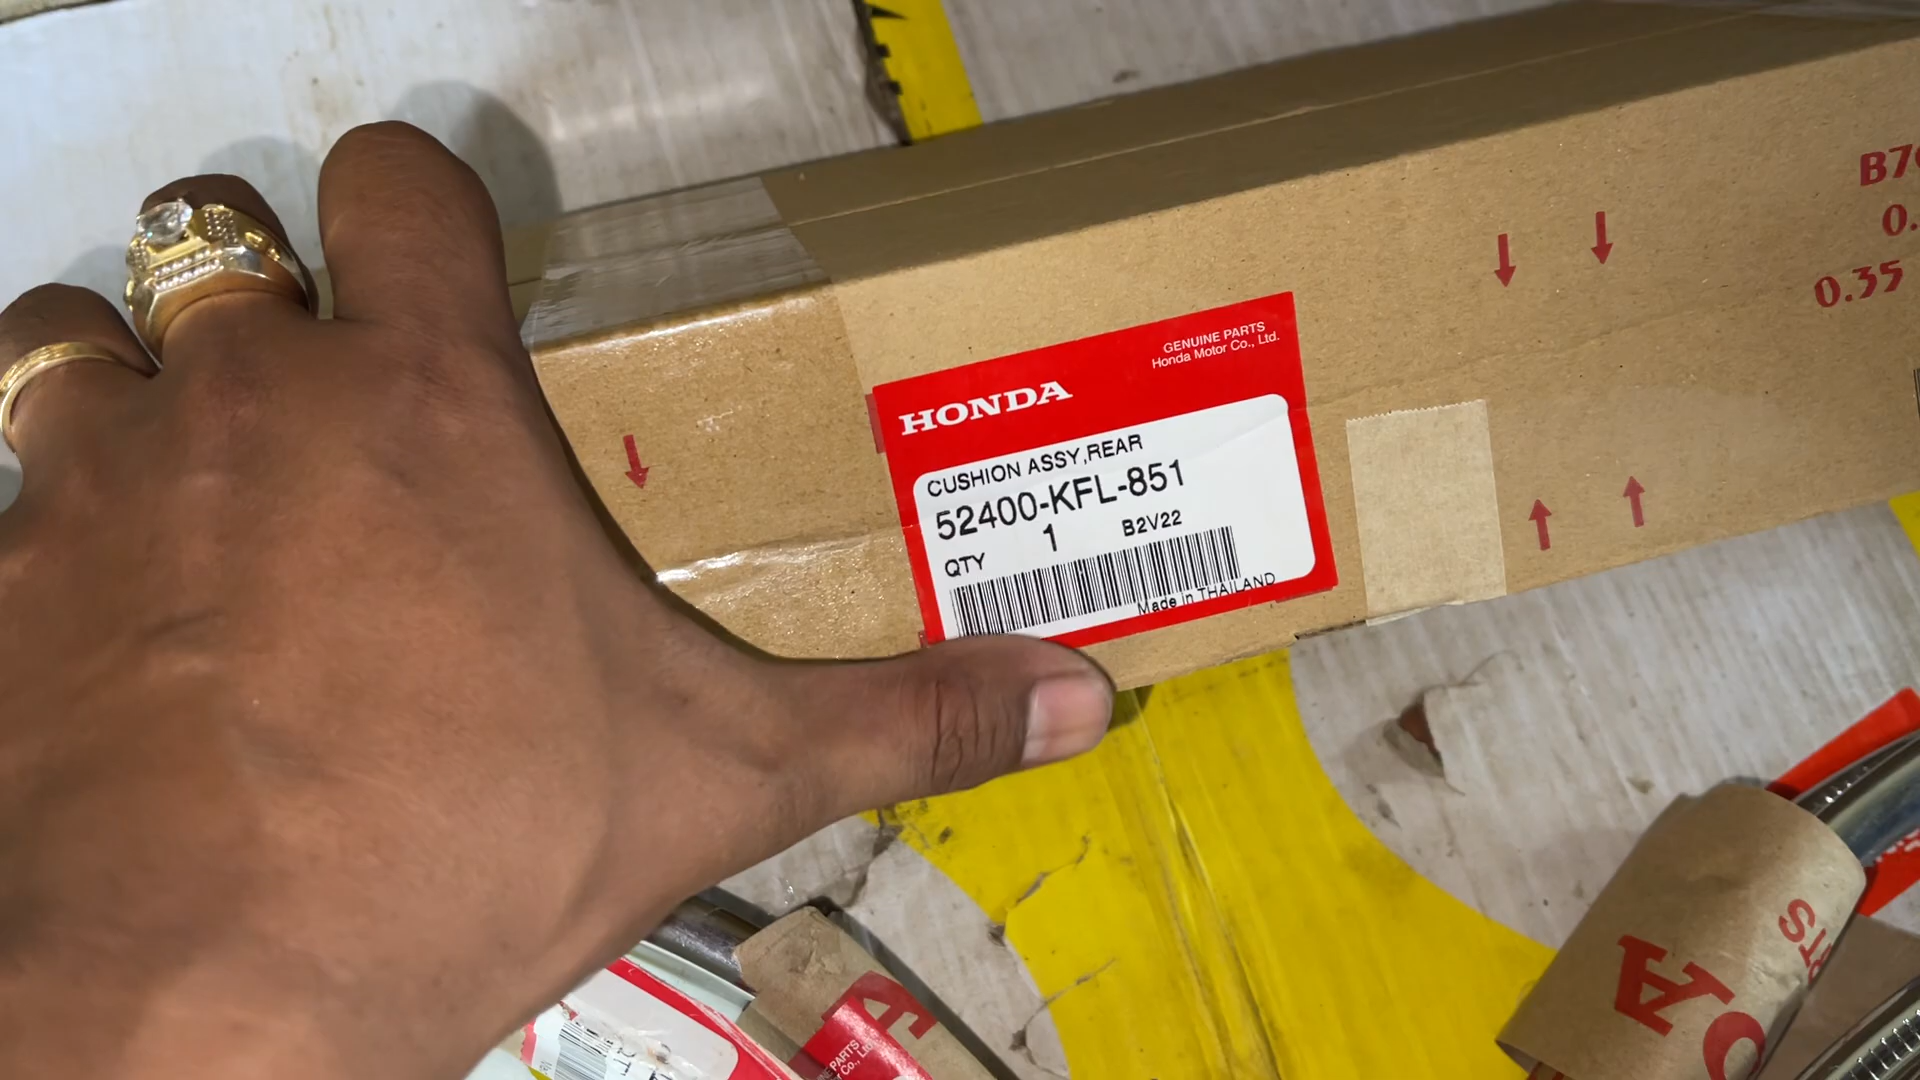 HONDA
GENUINE PARTS
Honda Motor Co., Ltd.
CUSHION ASSY,REAR
52400-KFL-851
QTY 1 B2V22
Made in THAILAND
0.35